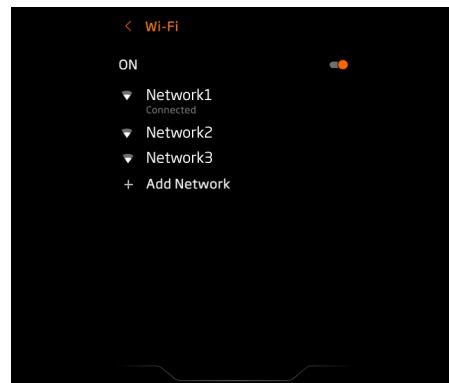 Wi-Fi
ON
Network1
Connected
Network2
Network3
+ Add Network